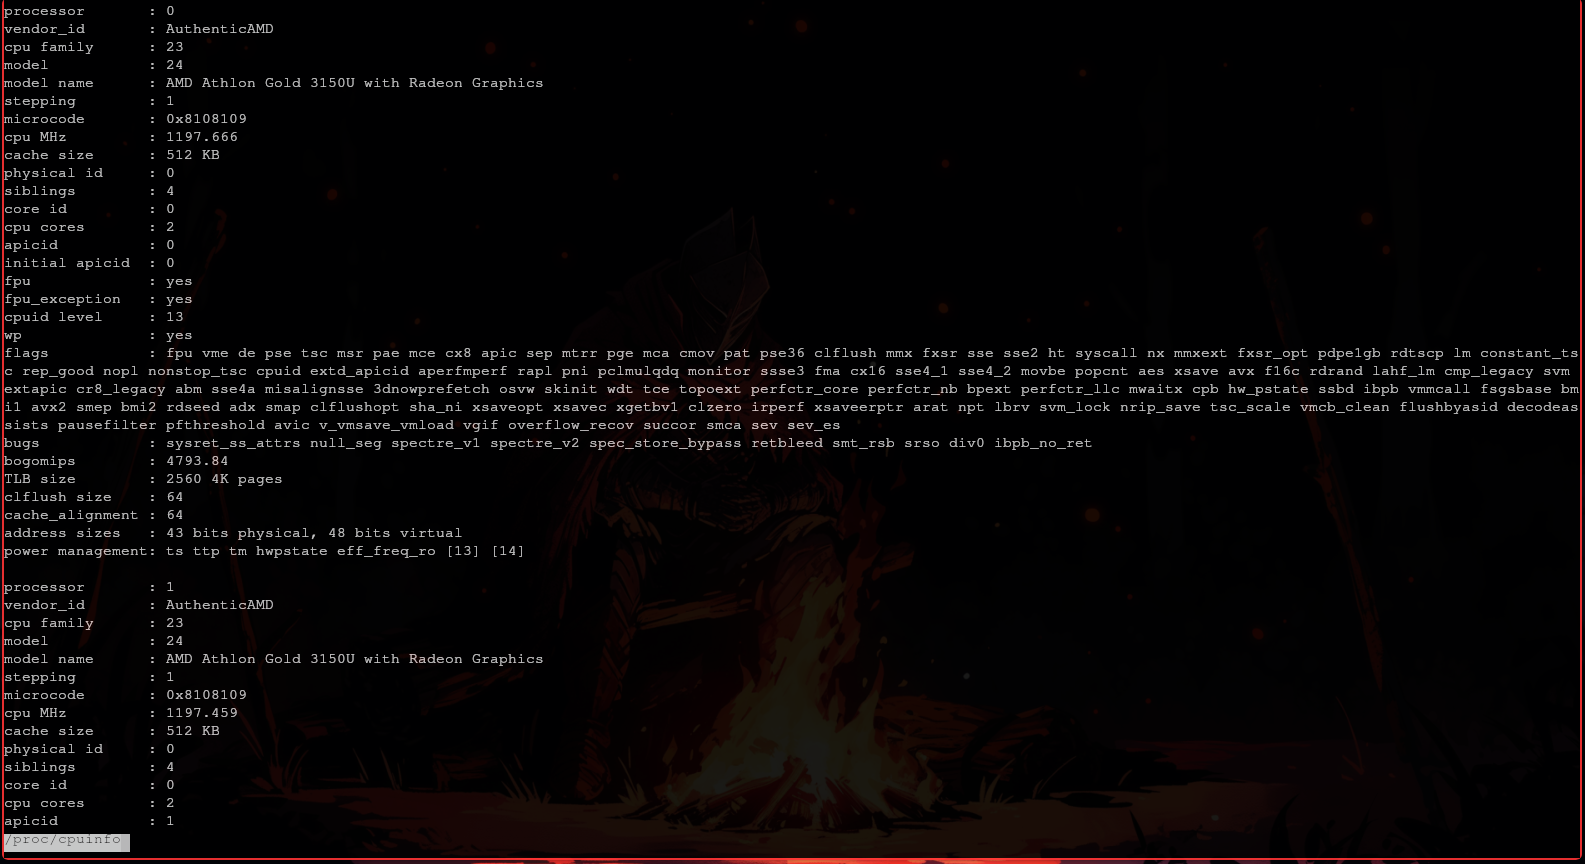 processor : 0
vendor_id : AuthenticAMD
cpu family : 23
model : 24
model name : AMD Athlon Gold 3150U with Radeon Graphics
stepping : 1
microcode : 0x8108109
cpu MHz : 1197.666
cache size : 512 KB
physical id : 0
siblings : 4
core id : 0
cpu cores : 2
apicid : 0
initial apicid : 0
fpu : yes
fpu_exception : yes
cpuid level : 13
wp : yes
flags : fpu vme de pse tsc msr pae mce cx8 apic sep mtrr pge mca cmov pat pse36 clflush mmx fxsr sse sse2 ht syscall nx mmxext fxsr_opt pdpe1gb rdtscp lm constant_ts
c rep_good nopl nonstop_tsc cpuid extd_apicid aperfmperf rapl pni pclmulqdq monitor ssse3 fma cx16 sse4_1 sse4_2 movbe popcnt aes xsave avx f16c rdrand lahf_lm cmp_legacy svm
extapic cr8_legacy abm sse4a misalignsse 3dnowprefetch osvw skinit wdt tce topoext perfctr_core perfctr_nb bpext perfctr_llc mwaitx cpb hw_pstate ssbd ibpb vmmcall fsgsbase bm
i1 avx2 smep bmi2 rdseed adx smap clflushopt sha_ni xsaveopt xsavec xgetbv1 clzero irperf xsaveerptr arat npt lbrv svm_lock nrip_save tsc_scale vmcb_clean flushbyasid decodeas
sists pausefilter pfthreshold avic v_vmsave_vmload vgif overflow_recov succor smca sev sev_es
bugs : sysret_ss_attrs null_seg spectre_v1 spectre_v2 spec_store_bypass retbleed smt_rsb srso div0 ibpb_no_ret
bogomips : 4793.84
TLB size : 2560 4K pages
clflush size : 64
cache_alignment : 64
address sizes : 43 bits physical, 48 bits virtual
power management: ts ttp tm hwpstate eff_freq_ro [13] [14]
processor : 1
vendor_id : AuthenticAMD
cpu family : 23
model : 24
model name : AMD Athlon Gold 3150U with Radeon Graphics
stepping : 1
microcode : 0x8108109
cpu MHz : 1197.459
cache size : 512 KB
physical id : 0
siblings : 4
core id : 0
cpu cores : 2
apicid : 1
/proc/cpuinfo